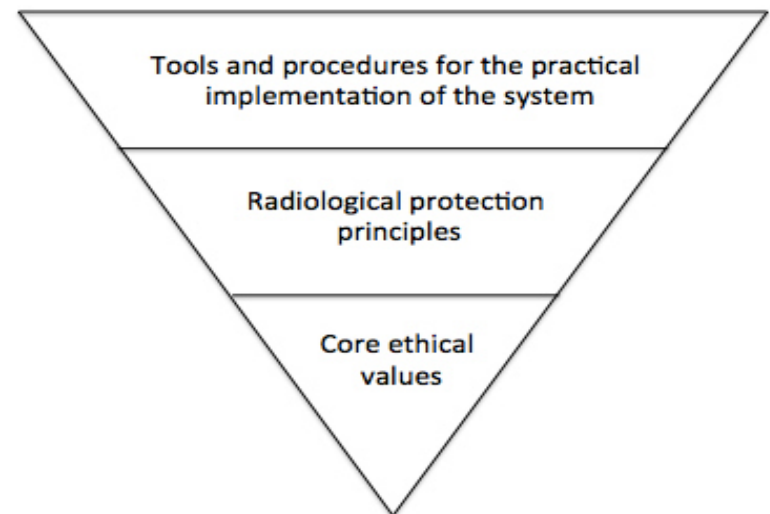 Tools and procedures for the practical
implementation of the system
Radiological protection
principles
Core ethical
values